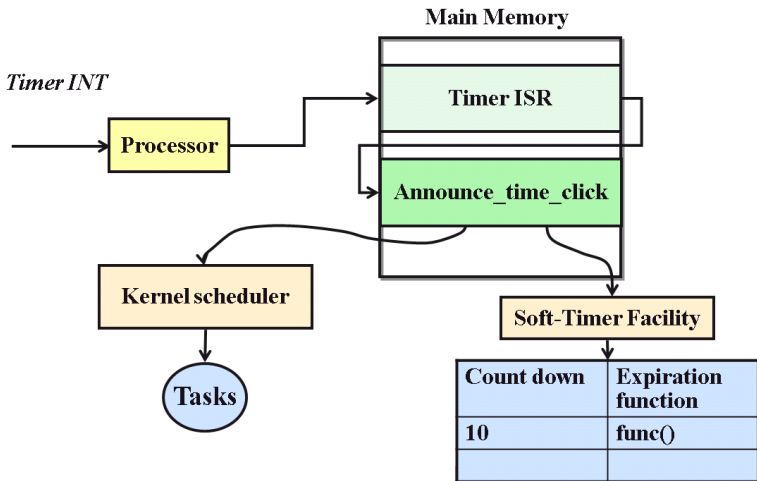 Main Memory
Timer INT
Timer ISR
Processor
Announce_time_click
Kernel scheduler
Soft-Timer Facility
Tasks
Count down
Expiration
function
10
func()